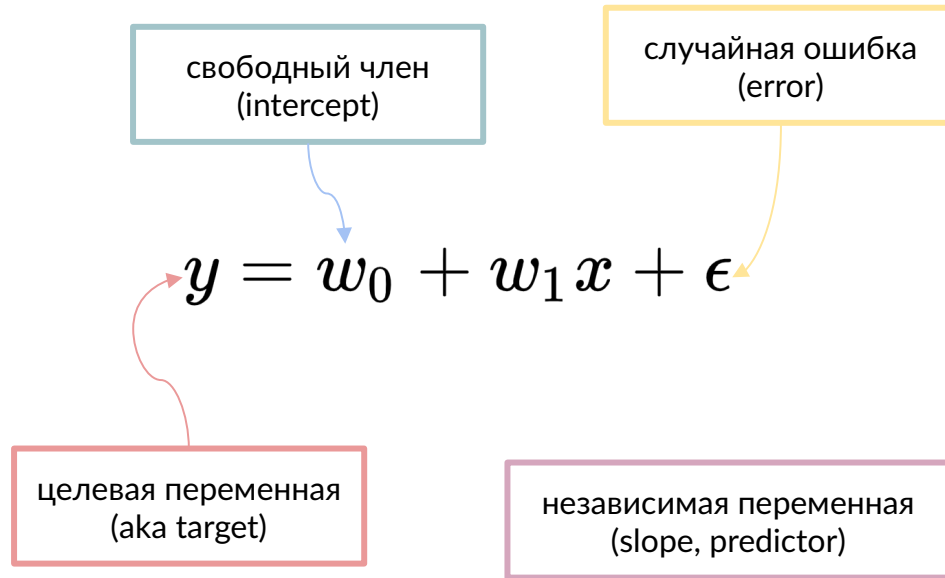 свободный член
(intercept)
случайная ошибка
(error)
y = w₀ + w₁x + ϵ
целевая переменная
(aka target)
независимая переменная
(slope, predictor)